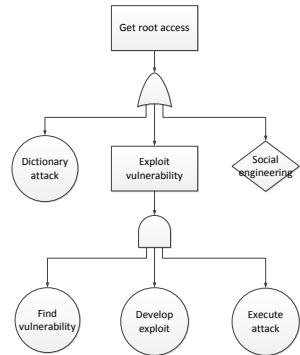 Get root access
Dictionary
attack
Exploit
vulnerability
Social
engineering
Find
vulnerability
Develop
exploit
Execute
attack